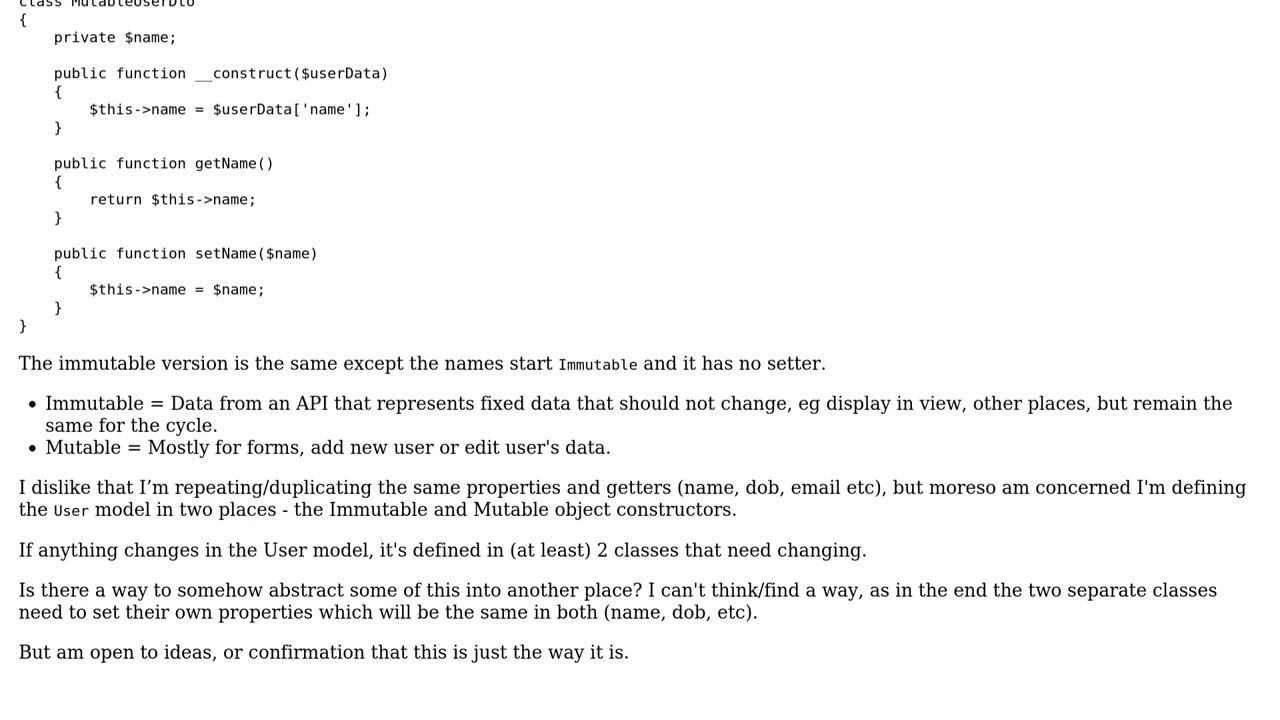 class MutableUserDto
{
    private $name;
    public function __construct($userData)
    {
        $this->name = $userData['name'];
    }
    public function getName()
    {
        return $this->name;
    }
    public function setName($name)
    {
        $this->name = $name;
    }
}
The immutable version is the same except the names start Immutable and it has no setter.
• Immutable = Data from an API that represents fixed data that should not change, eg display in view, other places, but remain the
same for the cycle.
• Mutable = Mostly for forms, add new user or edit user's data.
I dislike that I’m repeating/duplicating the same properties and getters (name, dob, email etc), but moreso am concerned I'm defining
the User model in two places - the Immutable and Mutable object constructors.
If anything changes in the User model, it's defined in (at least) 2 classes that need changing.
Is there a way to somehow abstract some of this into another place? I can't think/find a way, as in the end the two separate classes
need to set their own properties which will be the same in both (name, dob, etc).
But am open to ideas, or confirmation that this is just the way it is.